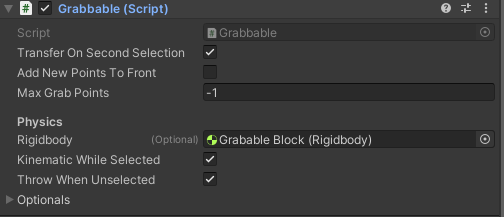 Grabbable (Script)
Script Grabbable
Transfer On Second Selection
Add New Points To Front
Max Grab Points -1
Physics
Rigidbody (Optional) Grabable Block (Rigidbody)
Kinematic While Selected
Throw When Unselected
Optionals